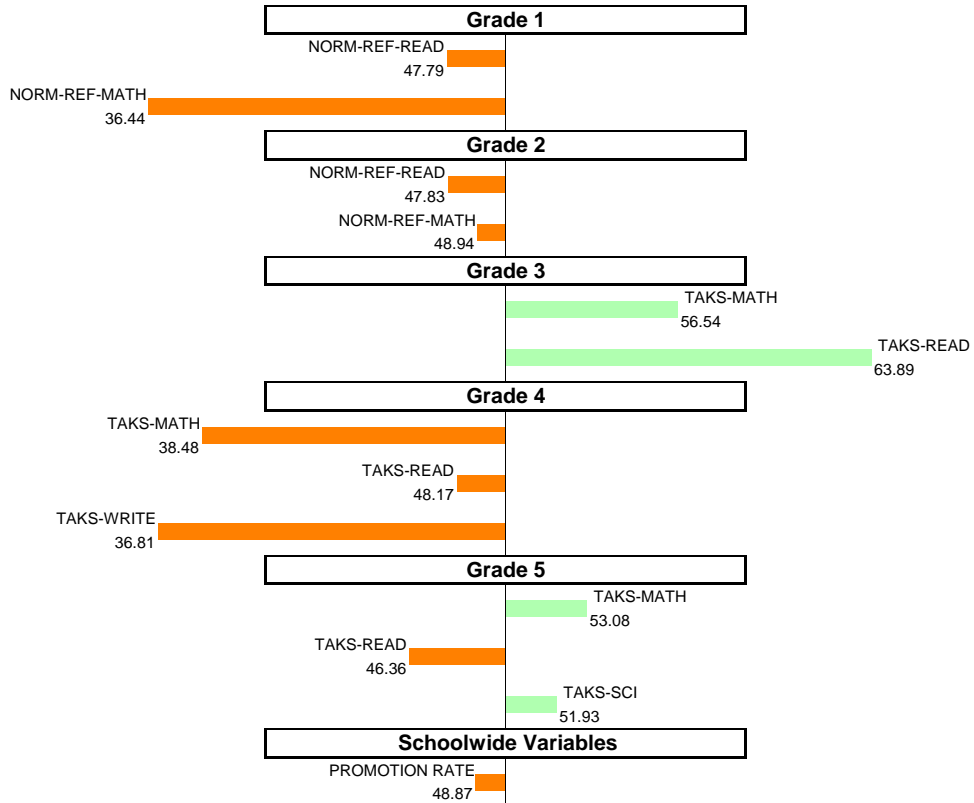 Grade 1
NORM-REF-READ
47.79
NORM-REF-MATH
36.44
Grade 2
NORM-REF-READ
47.83
NORM-REF-MATH
48.94
Grade 3
TAKS-MATH
56.54
TAKS-READ
63.89
Grade 4
TAKS-MATH
38.48
TAKS-READ
48.17
TAKS-WRITE
36.81
Grade 5
TAKS-MATH
53.08
TAKS-READ
46.36
TAKS-SCI
51.93
Schoolwide Variables
PROMOTION RATE
48.87